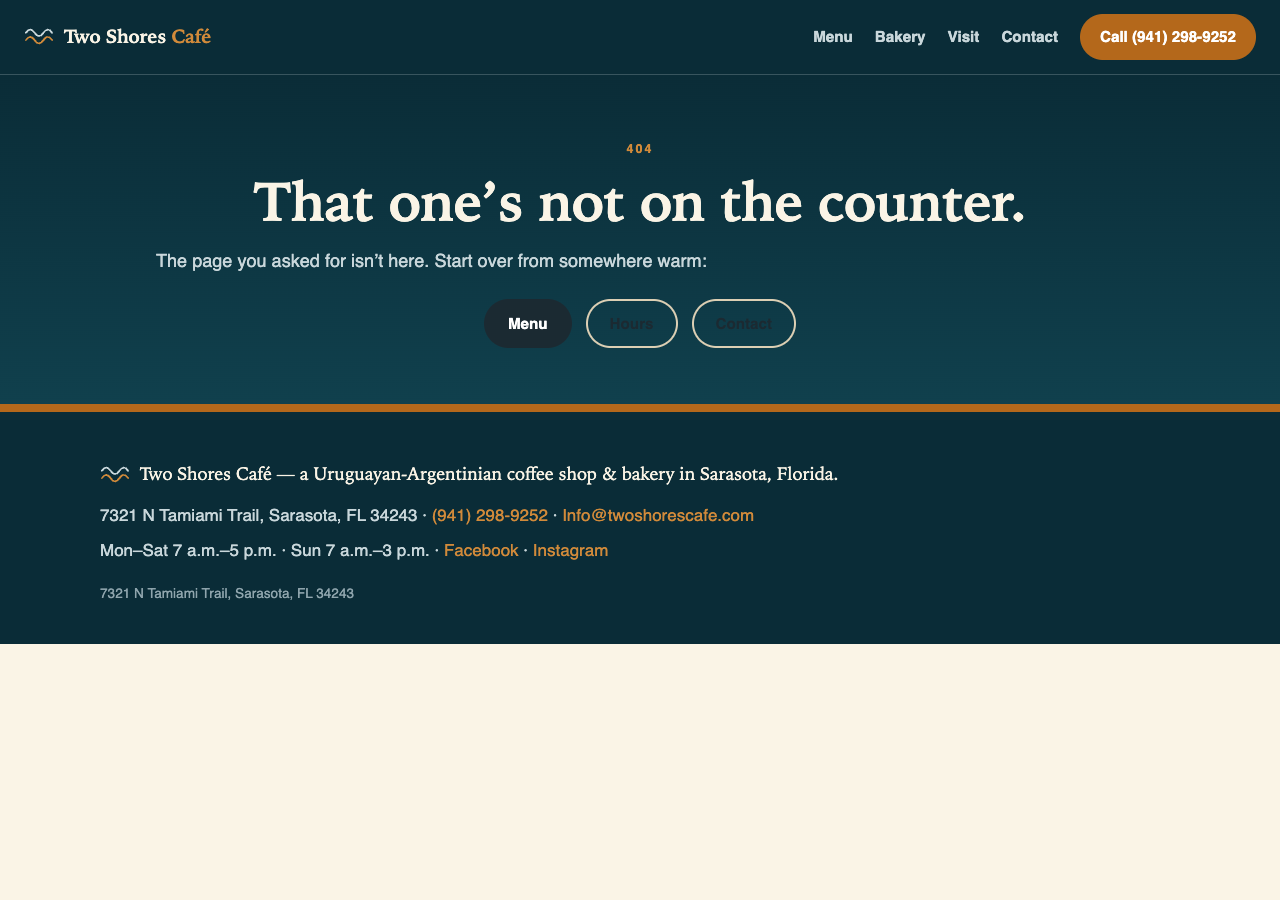 Two Shores Café
Menu Bakery Visit Contact Call (941) 298-9252
404
That one’s not on the counter.
The page you asked for isn’t here. Start over from somewhere warm:
Menu Hours Contact
Two Shores Café — a Uruguayan-Argentinian coffee shop & bakery in Sarasota, Florida.
7321 N Tamiami Trail, Sarasota, FL 34243 · (941) 298-9252 · Info@twoshorescafe.com
Mon–Sat 7 a.m.–5 p.m. · Sun 7 a.m.–3 p.m. · Facebook · Instagram
7321 N Tamiami Trail, Sarasota, FL 34243